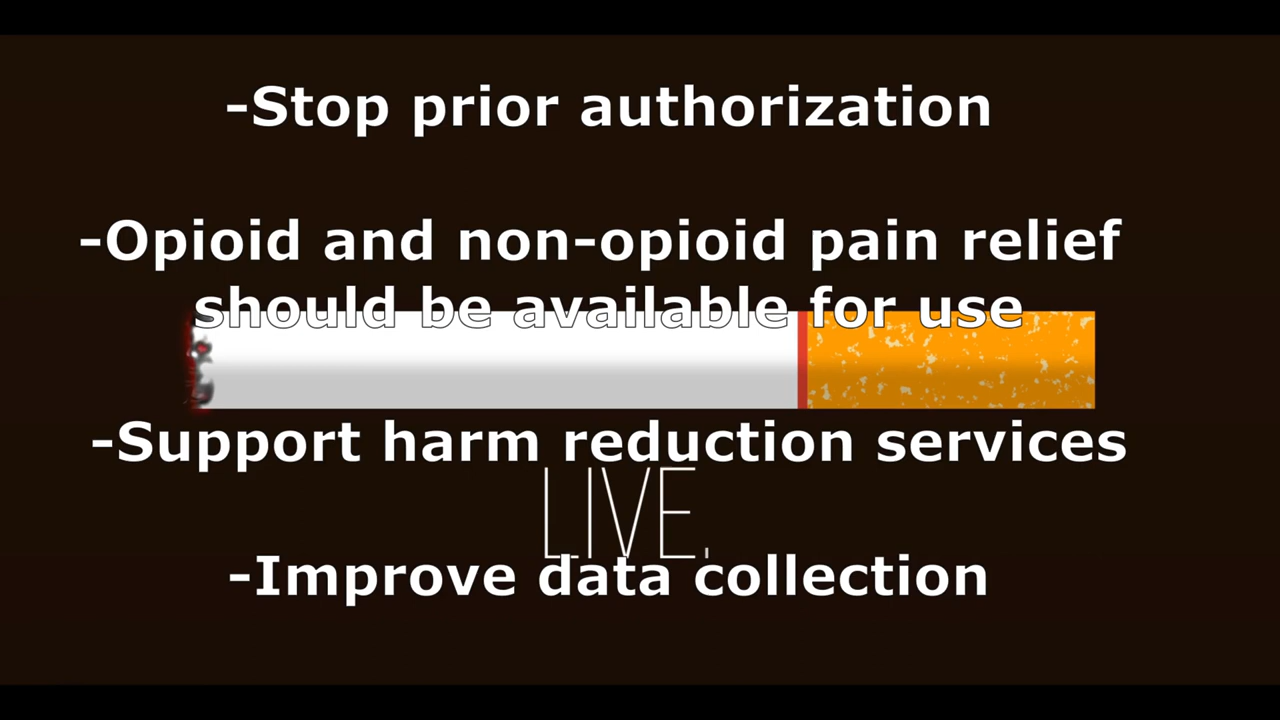 -Stop prior authorization
-Opioid and non-opioid pain relief
should be available for use
-Support harm reduction services
LIVE.
-Improve data collection